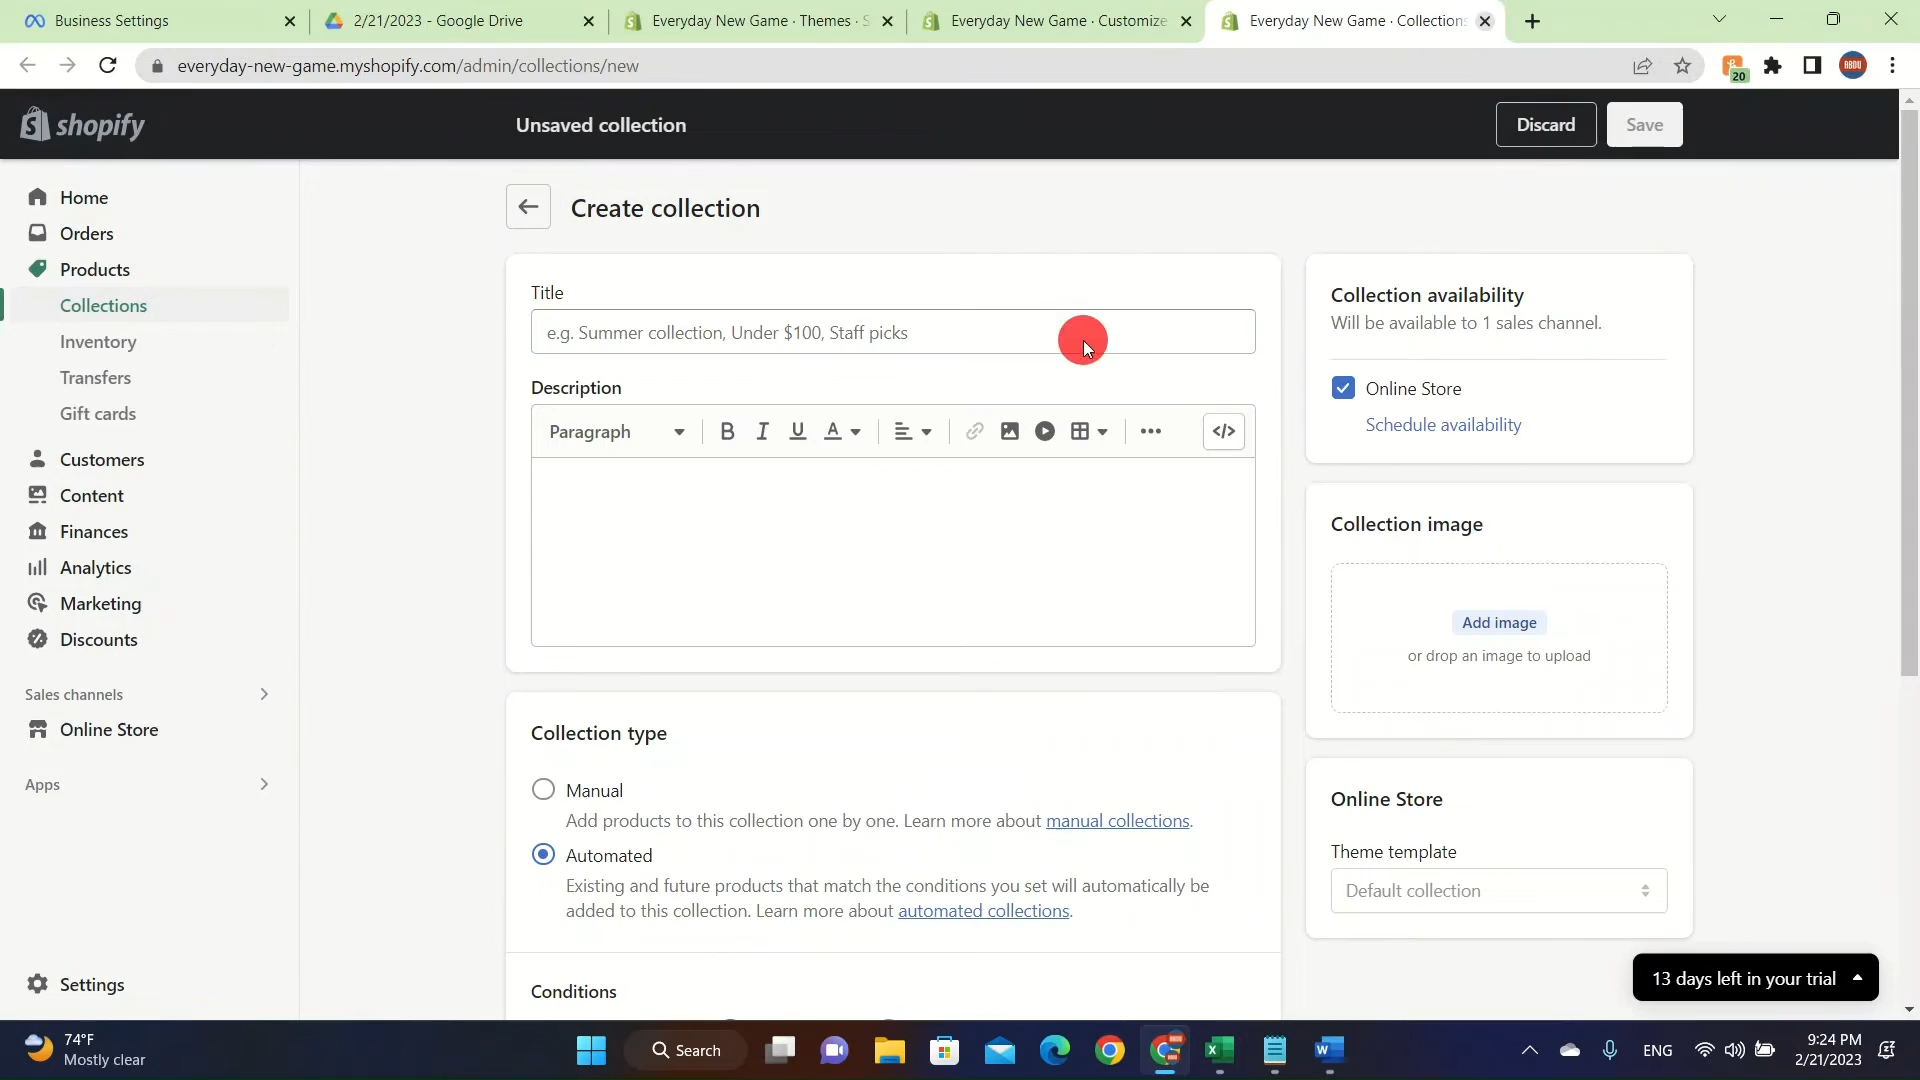 Business Settings
2/21/2023 - Google Drive
Everyday New Game · Themes · S
Everyday New Game · Customize
Everyday New Game · Collections
everyday-new-game.myshopify.com/admin/collections/new
20
ABDU
shopify
Unsaved collection
Discard
Save
Home
Orders
Products
Collections
Inventory
Transfers
Gift cards
Customers
Content
Finances
Analytics
Marketing
Discounts
Sales channels
Online Store
Apps
Settings
Create collection
Title
e.g. Summer collection, Under $100, Staff picks
Description
Paragraph
B I U A
</>
Collection type
Manual
Add products to this collection one by one. Learn more about manual collections.
Automated
Existing and future products that match the conditions you set will automatically be
added to this collection. Learn more about automated collections.
Conditions
Collection availability
Will be available to 1 sales channel.
Online Store
Schedule availability
Collection image
Add image
or drop an image to upload
Online Store
Theme template
Default collection
13 days left in your trial
74°F
Mostly clear
Search
ENG
9:24 PM
2/21/2023